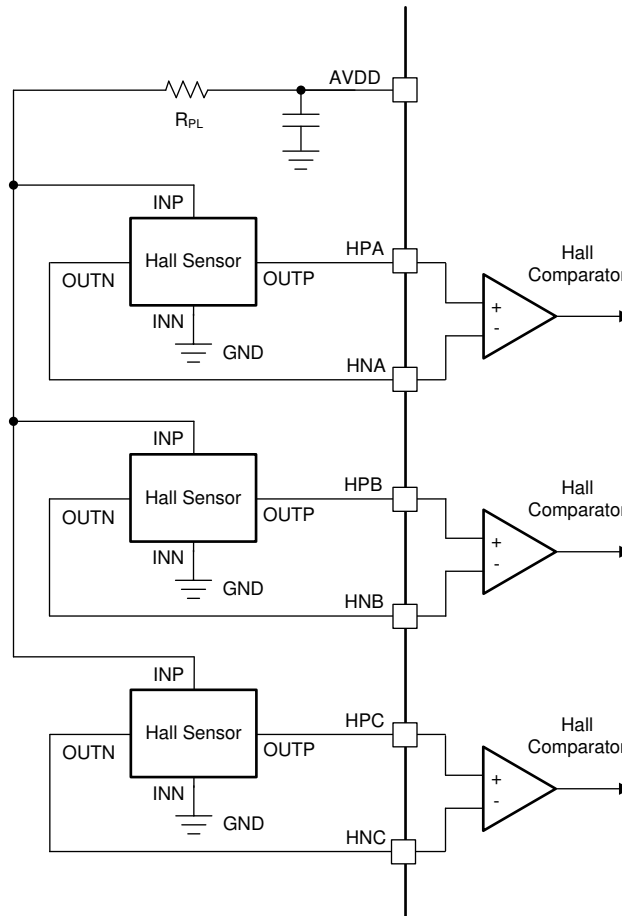 AVDD
RPL
INP
Hall Sensor
OUTN
OUTP
INN
GND
HPA
HNA
Hall
Comparator
+
-
INP
Hall Sensor
OUTN
OUTP
INN
GND
HPB
HNB
Hall
Comparator
+
-
INP
Hall Sensor
OUTN
OUTP
INN
GND
HPC
HNC
Hall
Comparator
+
-